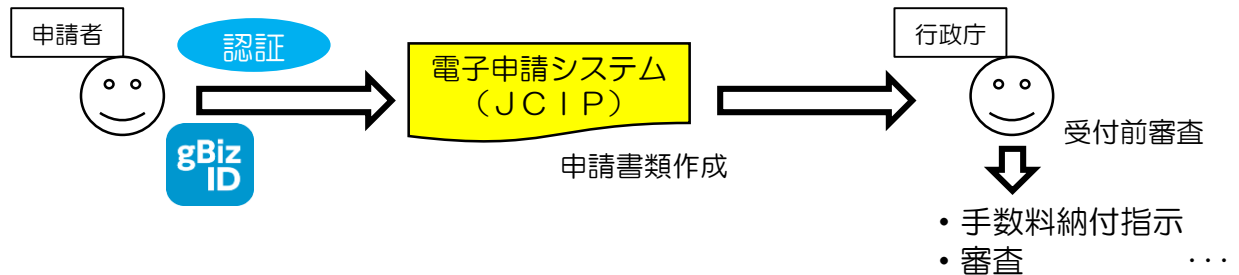 申請者
認証
gBiz
ID
電子申請システム
（ＪＣＩＰ）
申請書類作成
行政庁
受付前審査
・手数料納付指示
・審査　　　・・・